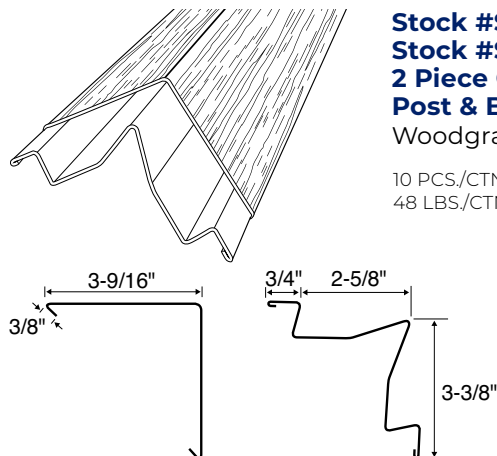 Stock #
Stock #
2 Piece
Post &
10 PCS./CTN
48 LBS./CTN
3-9/16"
3/8"
3/4"
2-5/8"
3-3/8"